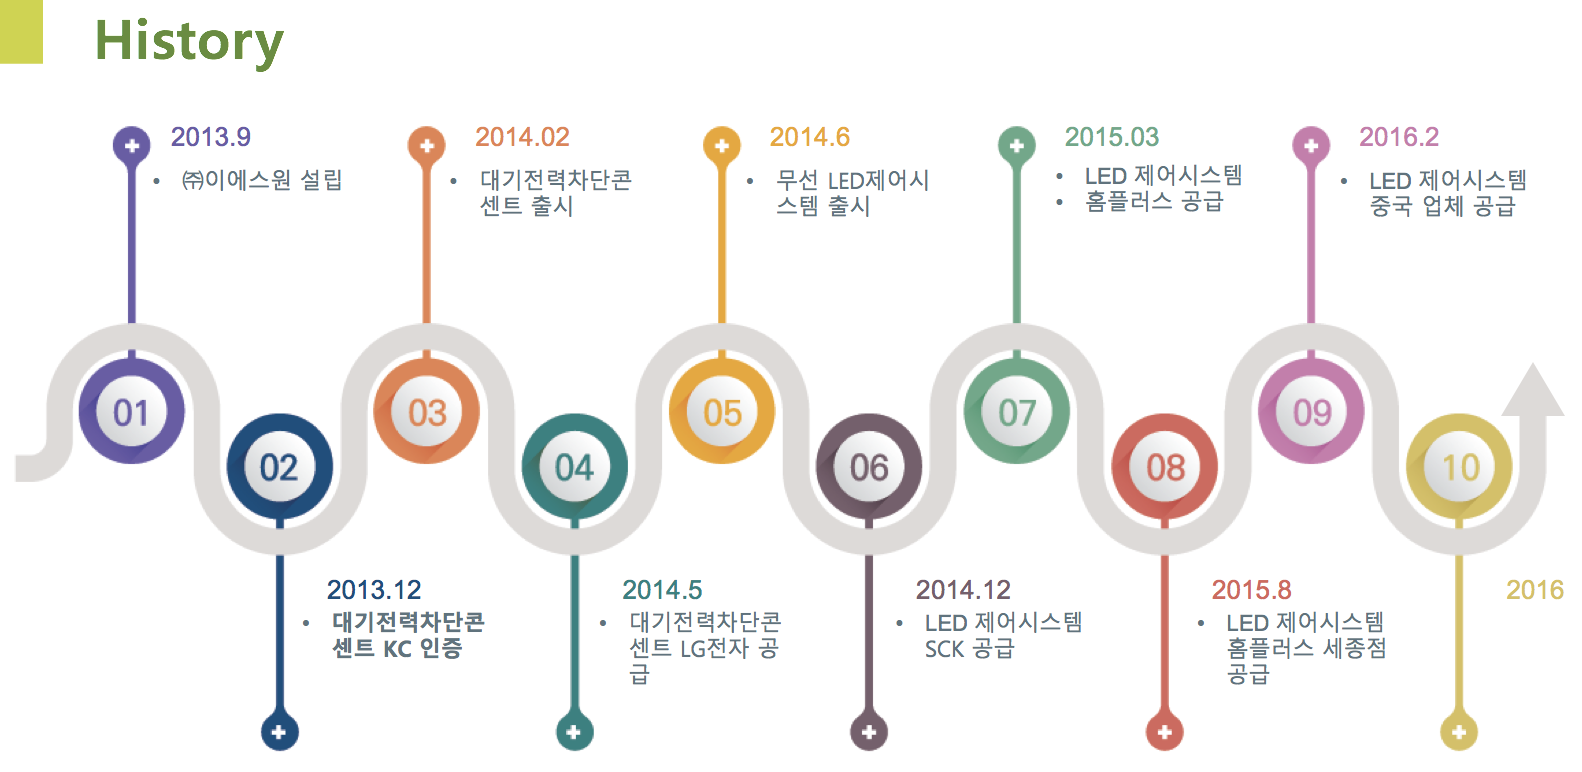 History
2013.9
• ㈜이에스원 설립
2014.02
• 대기전력차단콘
센트 출시
2014.6
• 무선 LED제어시
스템 출시
2015.03
• LED 제어시스템
• 홈플러스 공급
2016.2
• LED 제어시스템
중국 업체 공급
01
02
03
04
05
06
07
08
09
10
2013.12
• 대기전력차단콘
센트 KC 인증
2014.5
• 대기전력차단콘
센트 LG전자 공
급
2014.12
• LED 제어시스템
SCK 공급
2015.8
• LED 제어시스템
홈플러스 세종점
공급
2016